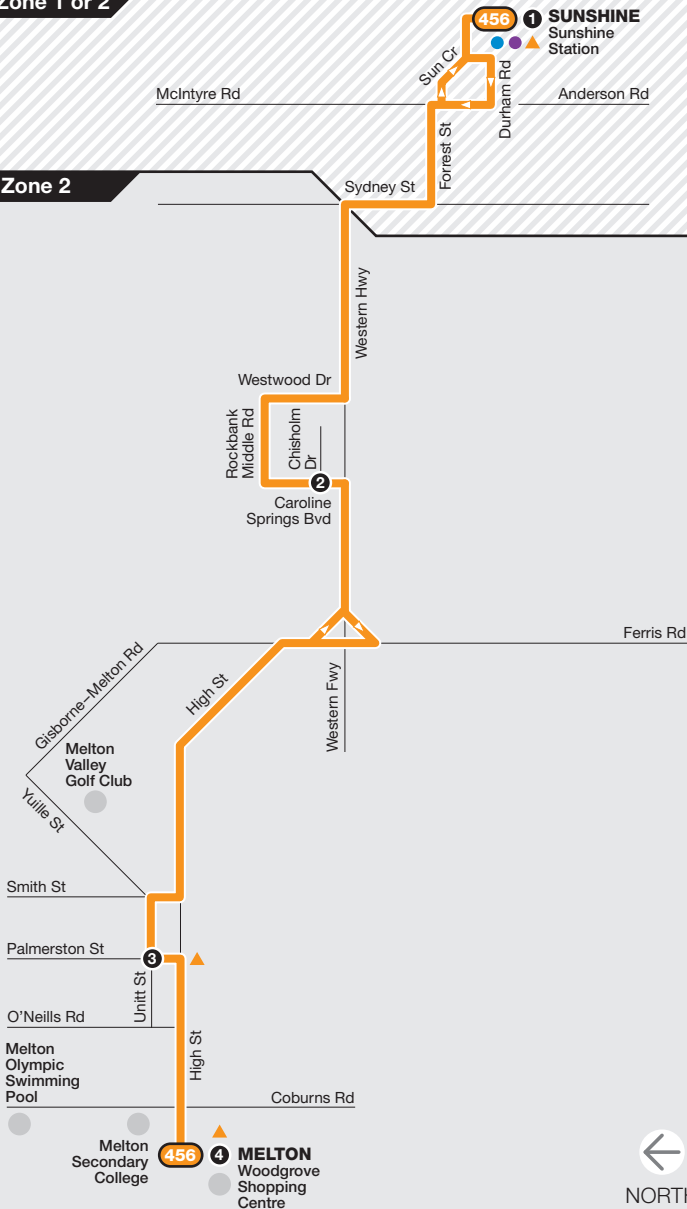 Zone 1 or 2
456 1 SUNSHINE
Sunshine
Station
Sun Cr
Durham Rd
McIntyre Rd
Anderson Rd
Forrest St
Zone 2
Sydney St
Western Hwy
Westwood Dr
Rockbank
Middle Rd
Chisholm
Dr
2
Caroline
Springs Bvd
Ferris Rd
Gisborne–Melton Rd
High St
Western Fwy
Melton
Valley
Golf Club
Yuille St
Smith St
Palmerston St
3
Unitt St
O'Neills Rd
High St
Melton
Olympic
Swimming
Pool
Coburns Rd
Melton
Secondary
College
456 4 MELTON
Woodgrove
Shopping
Centre
NORTH